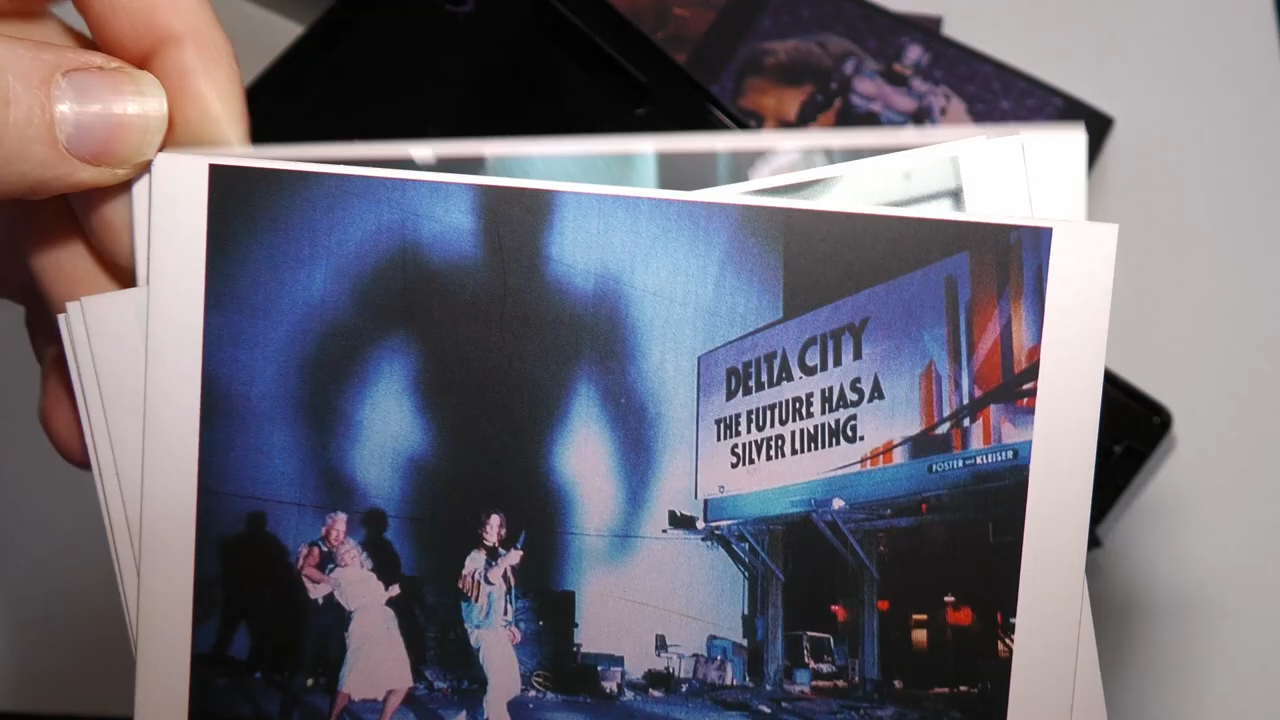 DELTA CITY
THE FUTURE HAS A
SILVER LINING.
FOSTER AND KLEISER